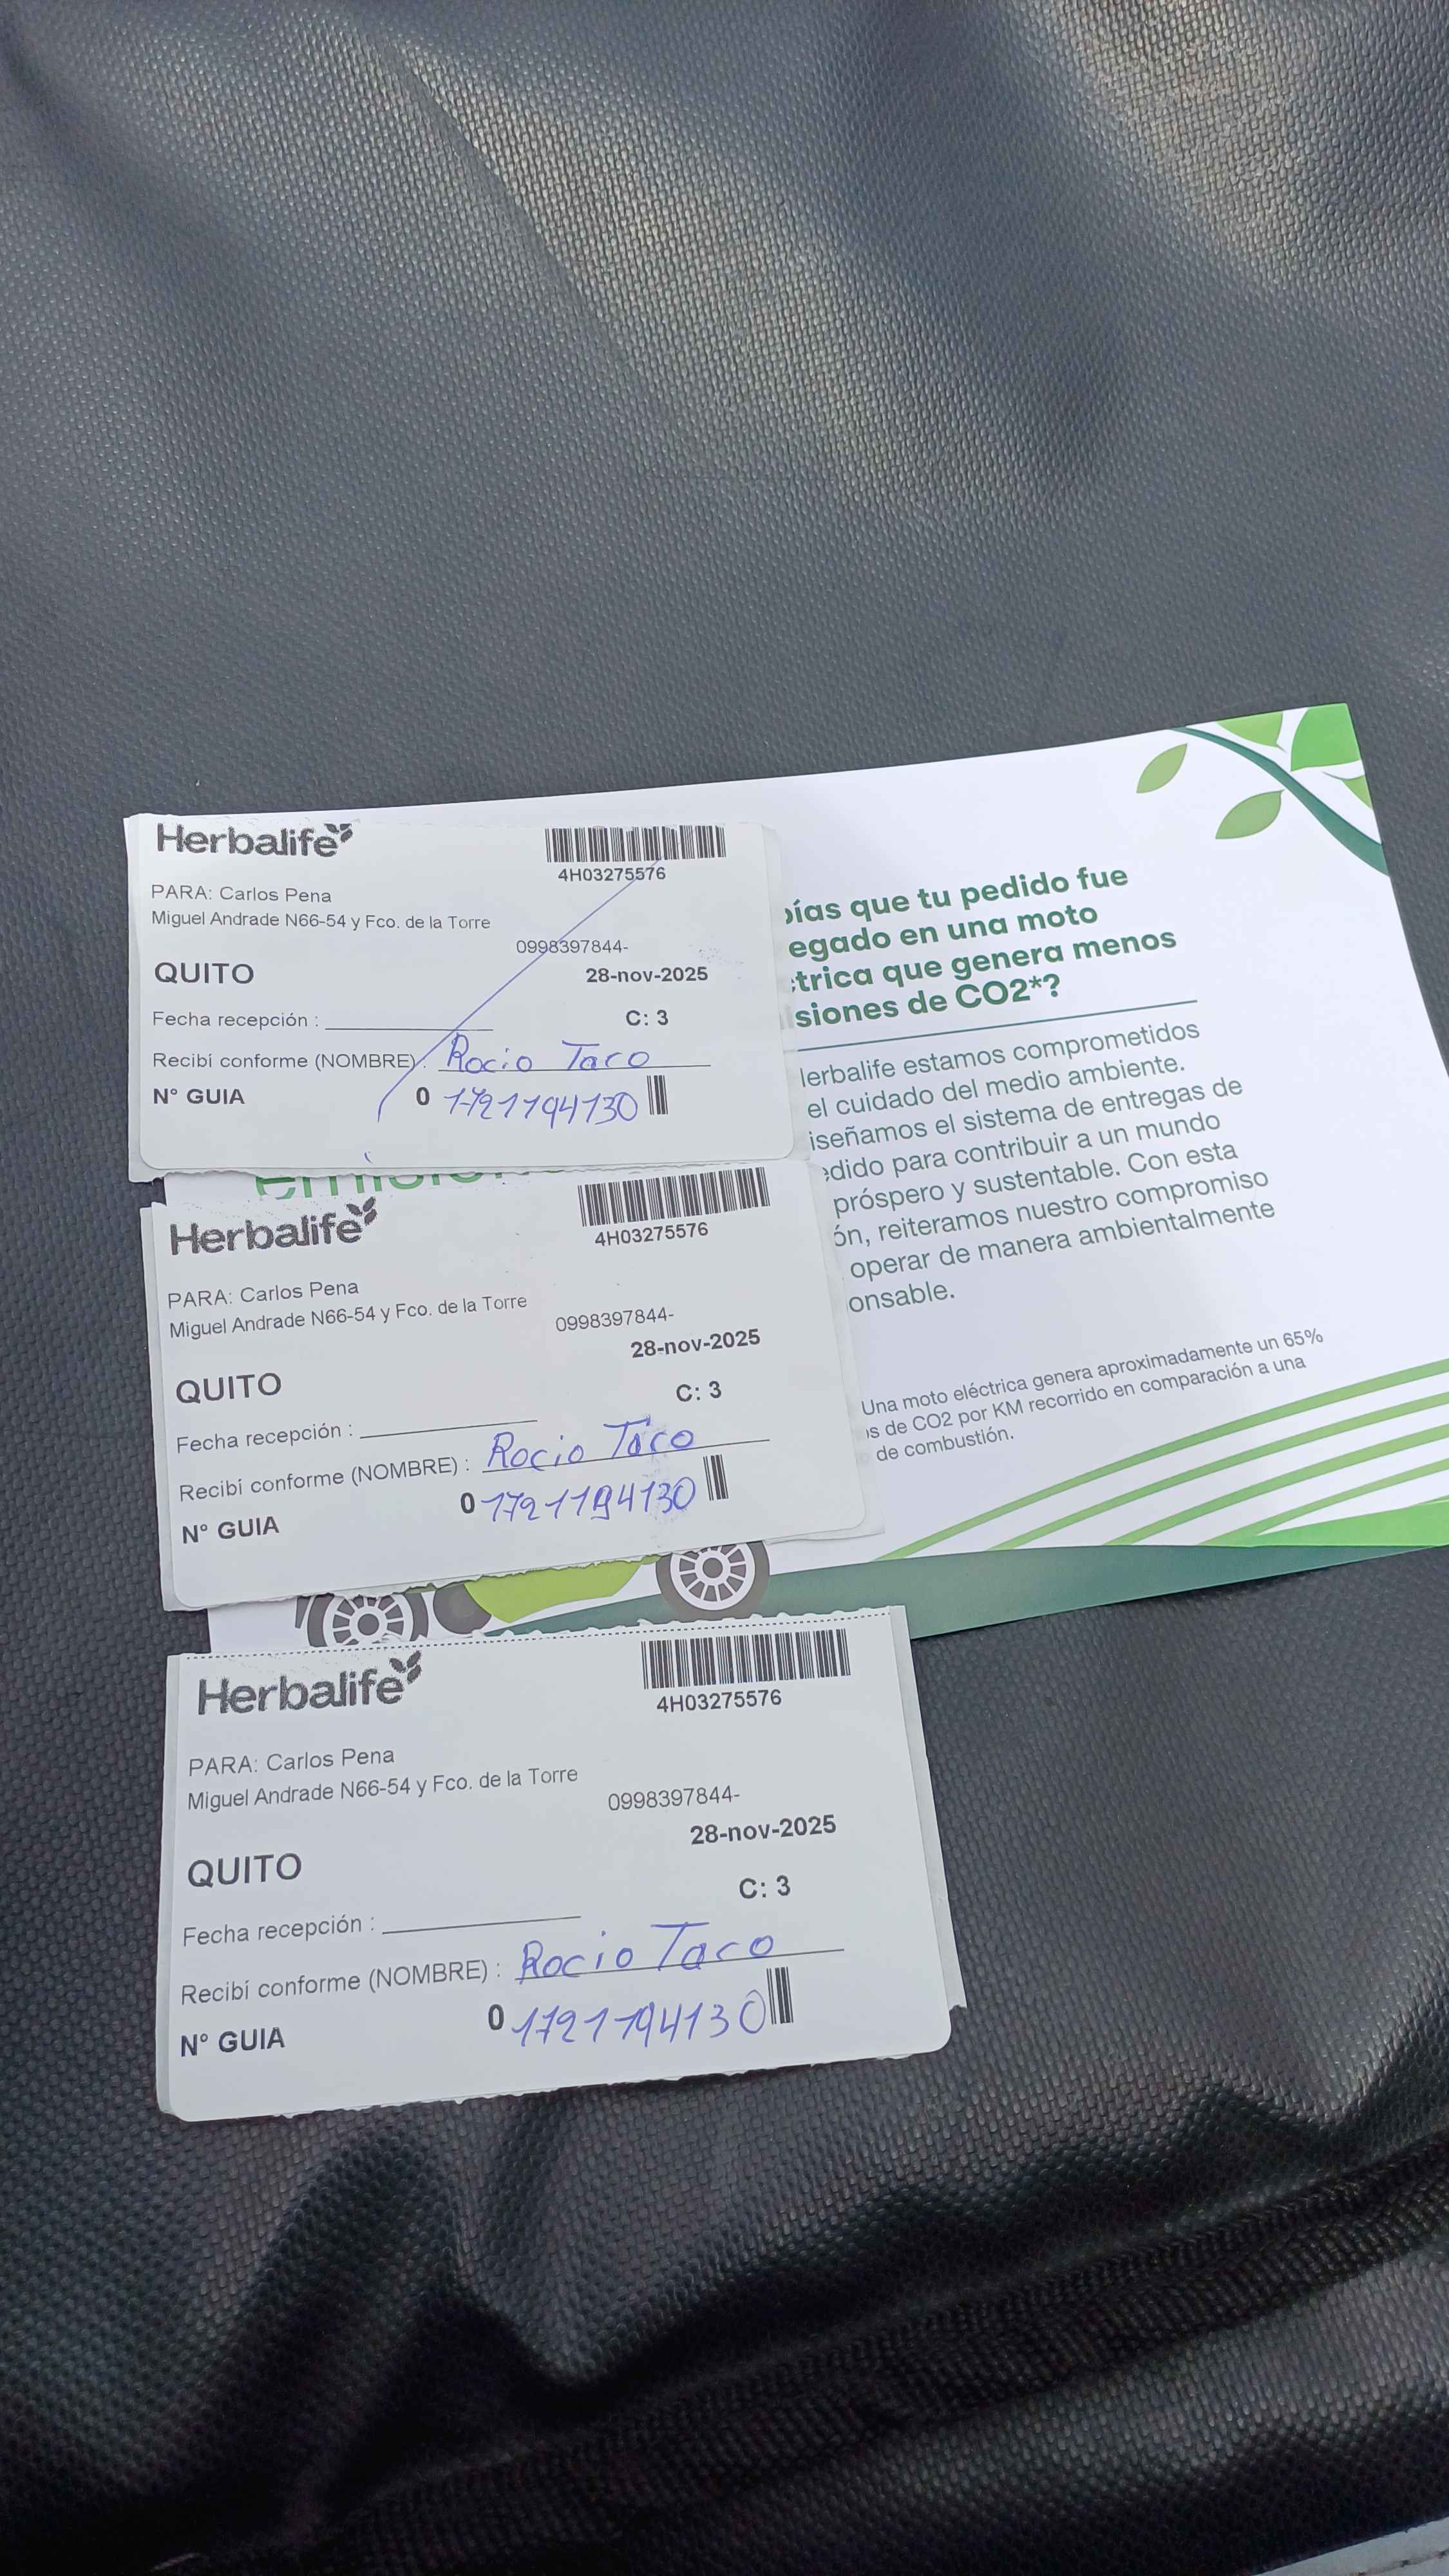 Herbalife
4H03275576
PARA: Carlos Pena
Miguel Andrade N66-54 y Fco. de la Torre
0998397844-
QUITO
28-nov-2025
Fecha recepción :
C: 3
Recibí conforme (NOMBRE) : Rocio Taco
N° GUIA 0 1721194130
Herbalife
4H03275576
PARA: Carlos Pena
Miguel Andrade N66-54 y Fco. de la Torre
0998397844-
28-nov-2025
QUITO
C: 3
Fecha recepción :
Recibí conforme (NOMBRE) : Rocio Taco
N° GUIA 0 1721194130
Herbalife
4H03275576
PARA: Carlos Pena
Miguel Andrade N66-54 y Fco. de la Torre
0998397844-
28-nov-2025
QUITO
C: 3
Fecha recepción :
Recibí conforme (NOMBRE) : Rocio Taco
N° GUIA 0 1721194130
ías que tu pedido fue
egado en una moto
trica que genera menos
siones de CO2*?
erbalife estamos comprometidos
el cuidado del medio ambiente.
iseñamos el sistema de entregas de
edido para contribuir a un mundo
próspero y sustentable. Con esta
ón, reiteramos nuestro compromiso
operar de manera ambientalmente
onsable.
Una moto eléctrica genera aproximadamente un 65%
s de CO2 por KM recorrido en comparación a una
de combustión.